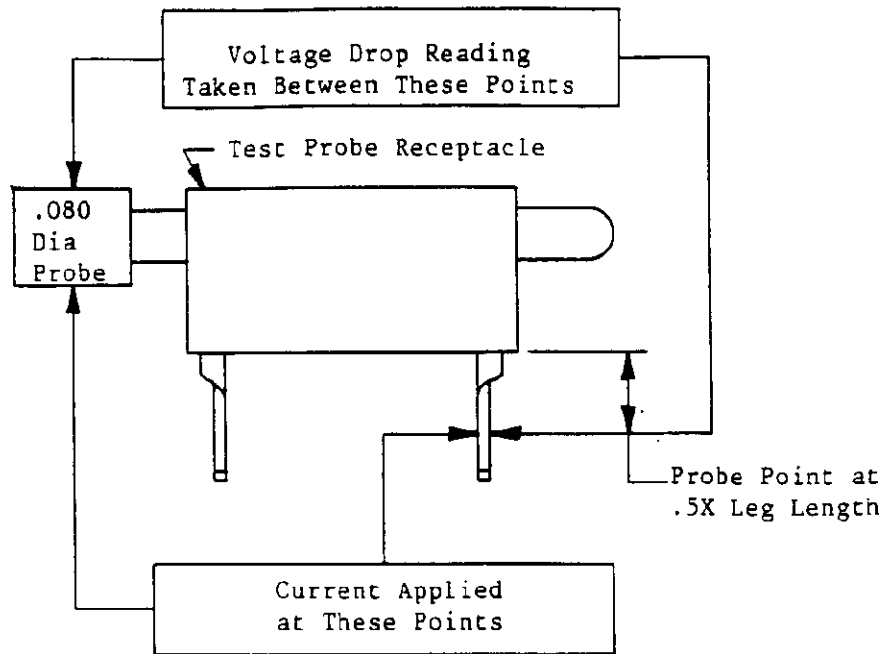 Voltage Drop Reading
Taken Between These Points
Test Probe Receptacle
.080
Dia
Probe
Probe Point at
.5X Leg Length
Current Applied
at These Points